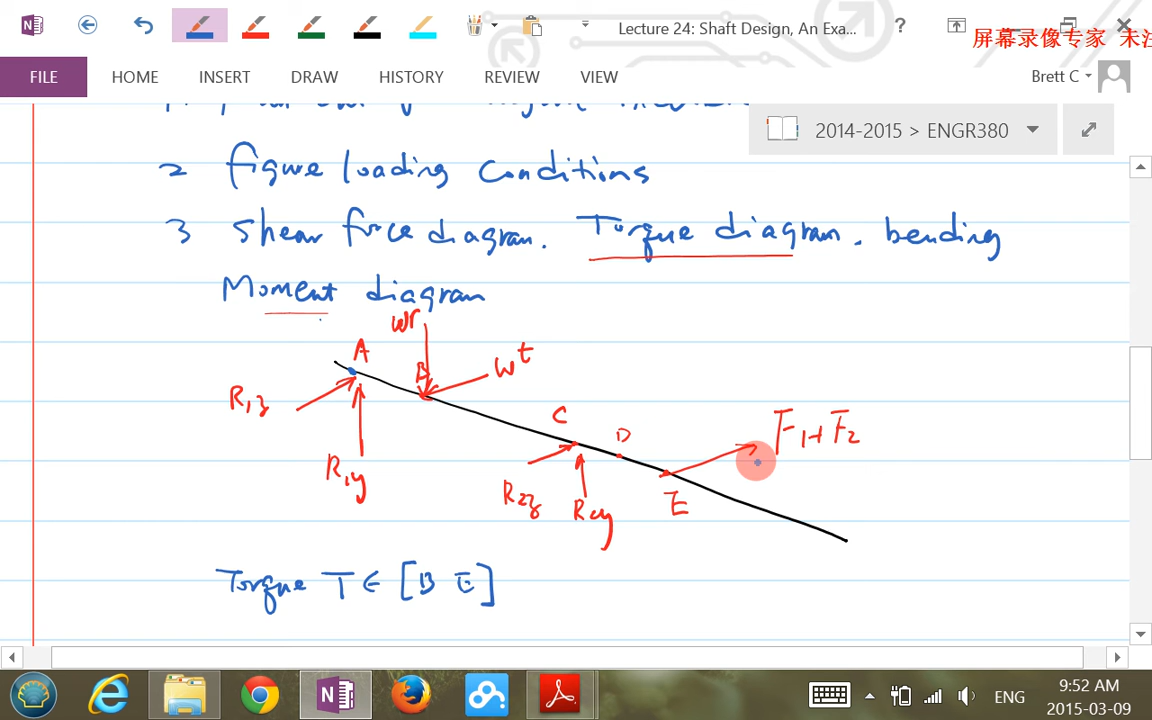 Lecture 24: Shaft Design, An Exa...
?
屏幕录像专家 未注
FILE HOME INSERT DRAW HISTORY REVIEW VIEW
Brett C
2014-2015 > ENGR380
2 figure loading conditions
3 Shear force diagram. Torque diagram. bending
Moment diagram
Wr
A
B
Wt
R1z
R1y
C
D
F1+F2
R2z
E
Torque T ∈ [B E]
ENG
9:52 AM
2015-03-09